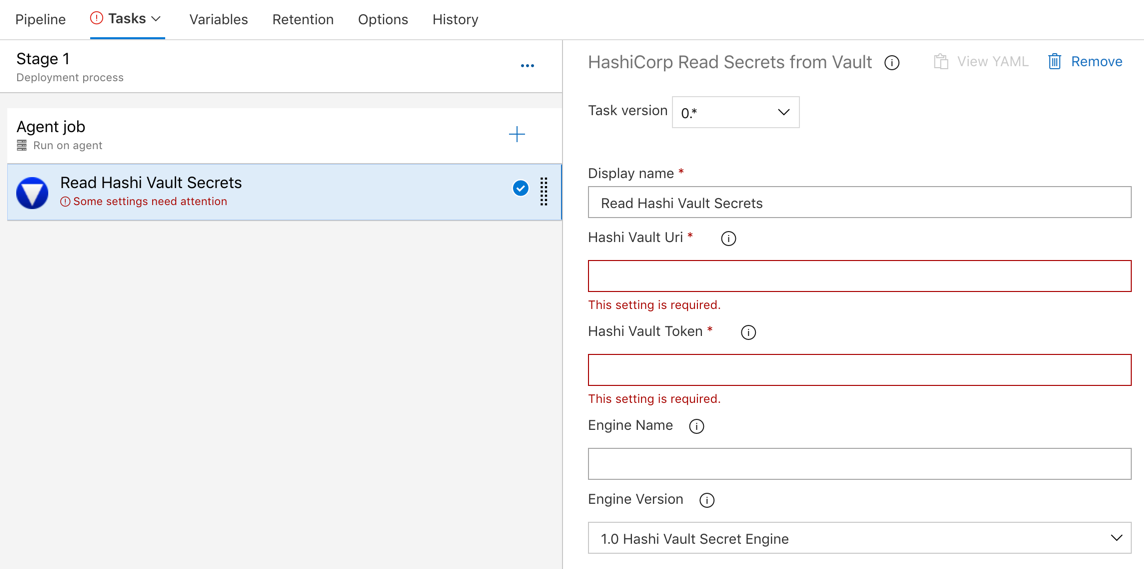 Pipeline Tasks Variables Retention Options History
Stage 1
Deployment process
Agent job
Run on agent
Read Hashi Vault Secrets
Some settings need attention
HashiCorp Read Secrets from Vault View YAML Remove
Task version 0.*
Display name *
Read Hashi Vault Secrets
Hashi Vault Uri *
This setting is required.
Hashi Vault Token *
This setting is required.
Engine Name
Engine Version
1.0 Hashi Vault Secret Engine